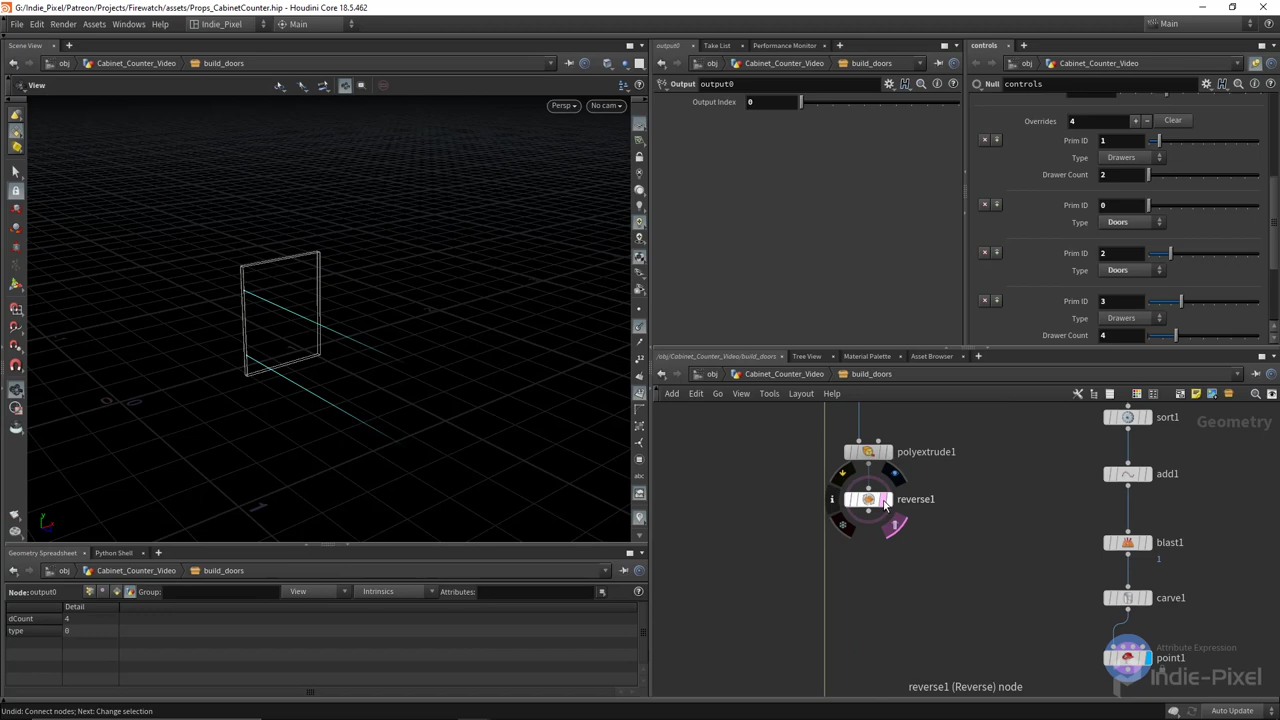 G:/Indie_Pixel/Patreon/Projects/Firewatch/assets/Props_CabinetCounter.hip - Houdini Core 18.5.462
File Edit Render Assets Windows Help Indie_Pixel Main Main
Scene View
output0 Take List Performance Monitor
controls
obj Cabinet_Counter_Video build_doors
obj Cabinet_Counter_Video build_doors
obj Cabinet_Counter_Video
View
Output output0
Null controls
Persp No cam
Output Index 0
Overrides 4 Clear
Prim ID 1
Type Drawers
Drawer Count 2
Prim ID 0
Type Doors
Prim ID 2
Type Doors
Prim ID 3
Type Drawers
Drawer Count 4
/obj/Cabinet_Counter_Video/build_doors Tree View Material Palette Asset Browser
obj Cabinet_Counter_Video build_doors
Add Edit Go View Tools Layout Help
Geometry
sort1
polyextrude1
add1
reverse1
blast1
1
carve1
Attribute Expression
point1
Indie-Pixel
reverse1 (Reverse) node
Geometry Spreadsheet Python Shell
obj Cabinet_Counter_Video build_doors
Node: output0 Group: View Intrinsics Attributes:
Detail
dCount 4
type 0
Undid: Connect nodes; Next: Change selection
Auto Update